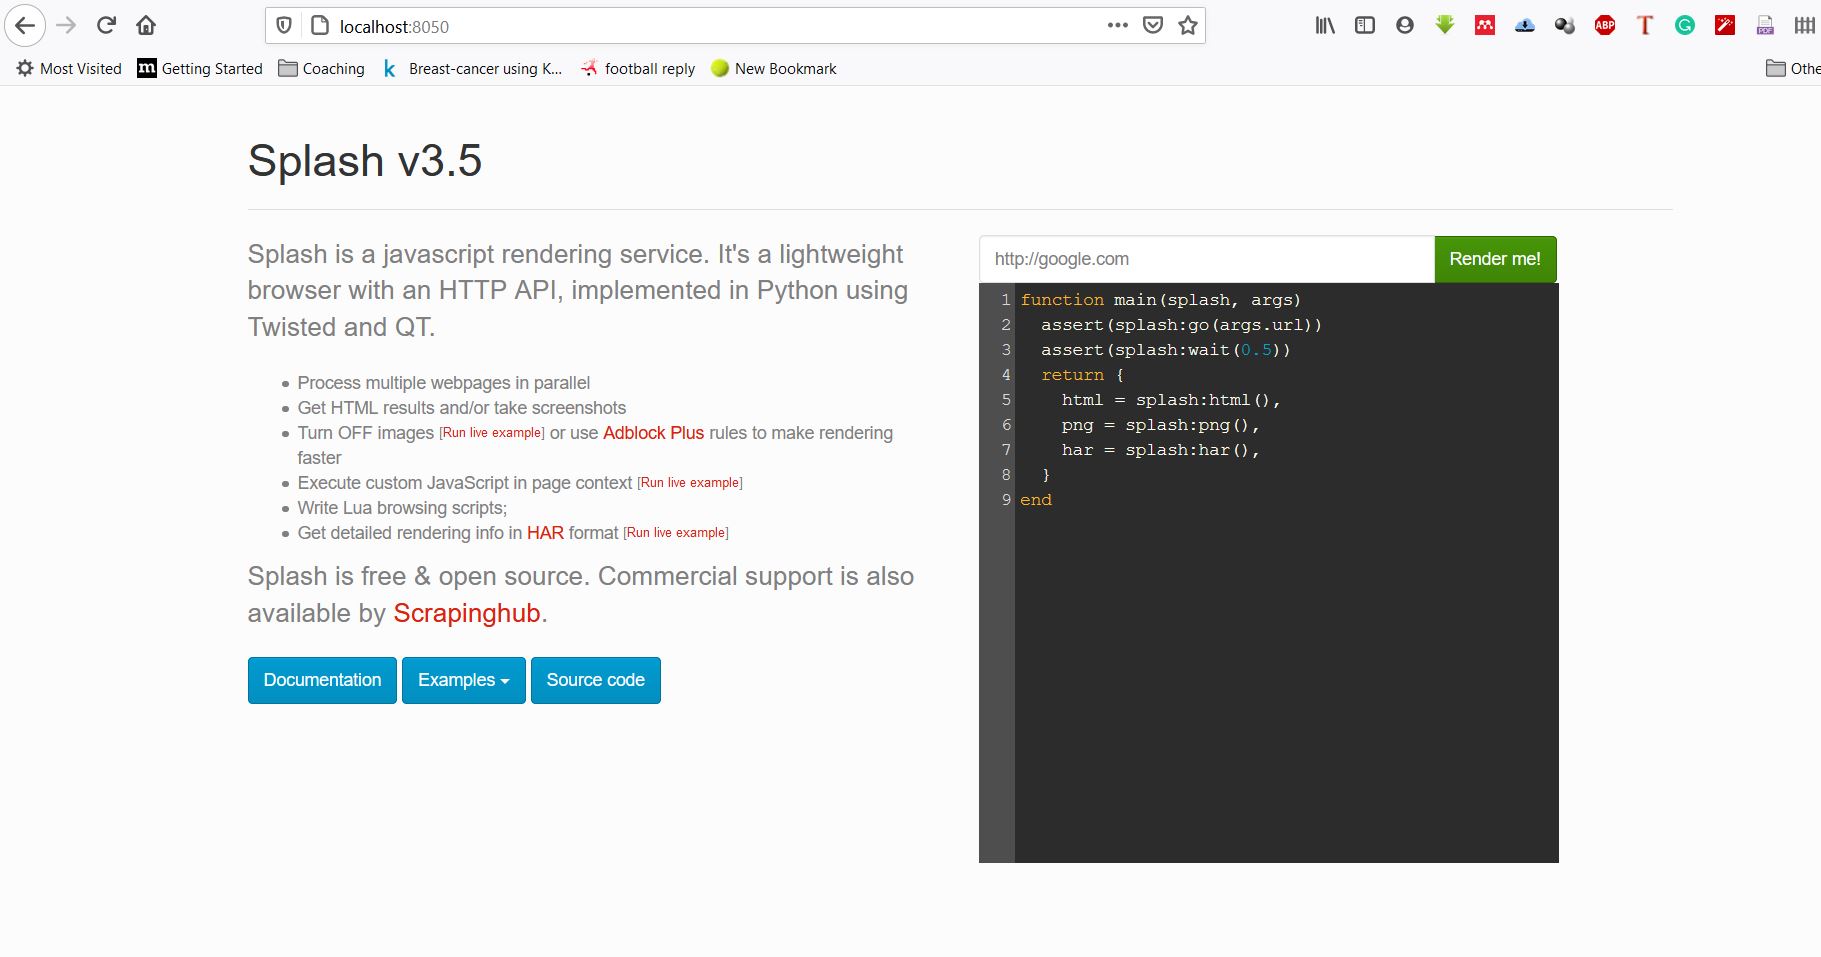 localhost:8050
ABP
T
G
PDF
Most Visited
m Getting Started
Coaching
k Breast-cancer using K...
football reply
New Bookmark
Othe
Splash v3.5
Splash is a javascript rendering service. It's a lightweight
browser with an HTTP API, implemented in Python using
Twisted and QT.
Process multiple webpages in parallel
Get HTML results and/or take screenshots
Turn OFF images [Run live example] or use Adblock Plus rules to make rendering
faster
Execute custom JavaScript in page context [Run live example]
Write Lua browsing scripts;
Get detailed rendering info in HAR format [Run live example]
Splash is free & open source. Commercial support is also
available by Scrapinghub.
Documentation
Examples
Source code
http://google.com
Render me!
1 function main(splash, args)
2   assert(splash:go(args.url))
3   assert(splash:wait(0.5))
4   return {
5     html = splash:html(),
6     png = splash:png(),
7     har = splash:har(),
8   }
9 end